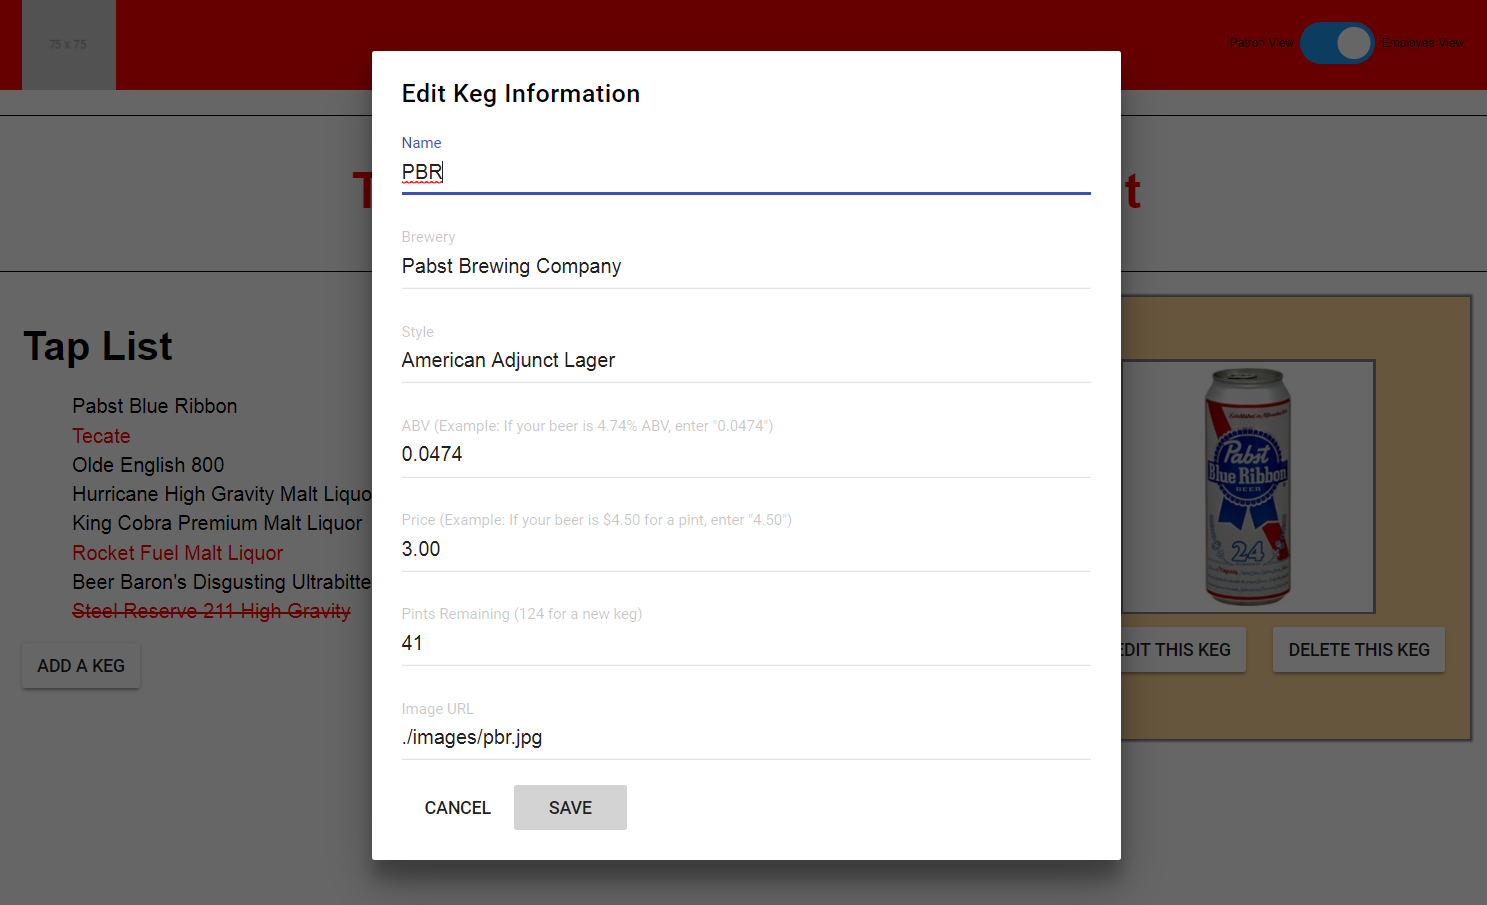 75 x 75
Patron View
Employee View
Edit Keg Information
Name
PBR
Brewery
Pabst Brewing Company
Style
American Adjunct Lager
ABV (Example: If your beer is 4.74% ABV, enter "0.0474")
0.0474
Price (Example: If your beer is $4.50 for a pint, enter "4.50")
3.00
Pints Remaining (124 for a new keg)
41
Image URL
./images/pbr.jpg
CANCEL
SAVE
T
t
Tap List
Pabst Blue Ribbon
Tecate
Olde English 800
Hurricane High Gravity Malt Liquo
King Cobra Premium Malt Liquor
Rocket Fuel Malt Liquor
Beer Baron's Disgusting Ultrabitte
Steel Reserve 211 High Gravity
ADD A KEG
Pabst
Blue Ribbon
BEER
24
EDIT THIS KEG
DELETE THIS KEG